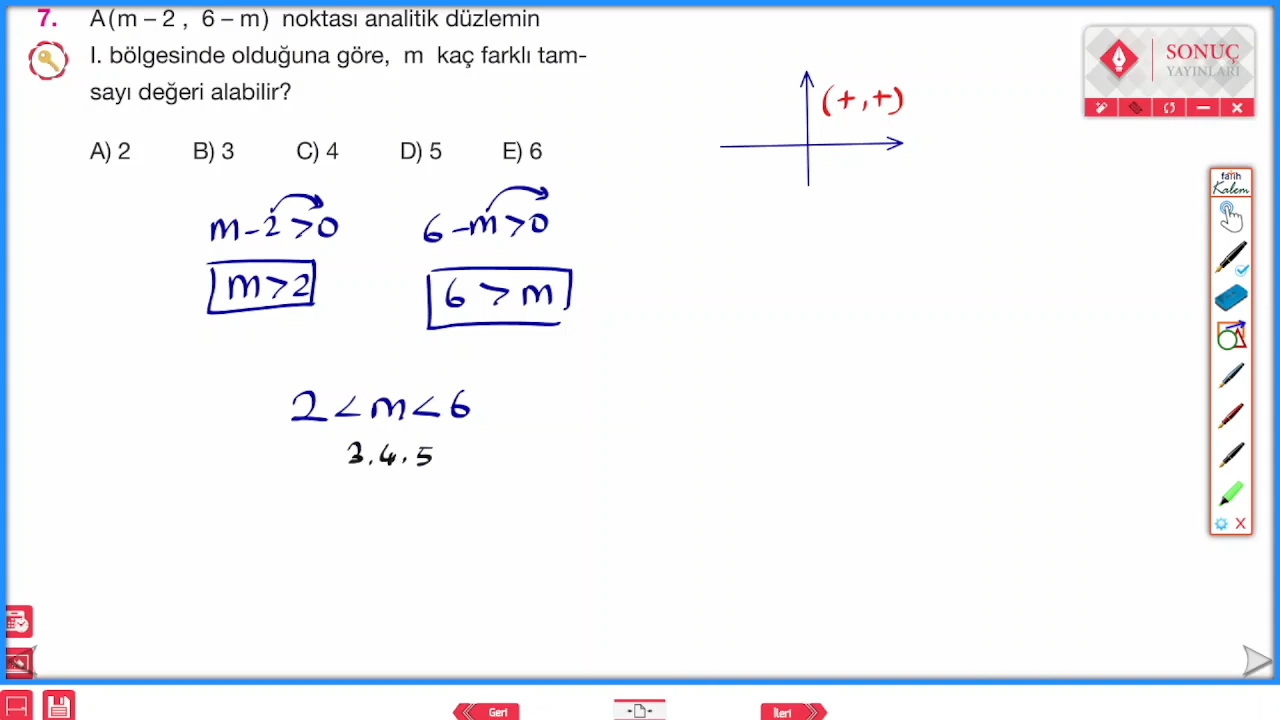 7. A(m – 2 , 6 – m) noktası analitik düzlemin
I. bölgesinde olduğuna göre, m kaç farklı tam-
sayı değeri alabilir?
A) 2 B) 3 C) 4 D) 5 E) 6
(+,+)
m-2>0 6-m>0
m>2 6>m
2<m<6
3.4.5
SONUÇ
YAYINLARI
fatih
Kalem
Geri İleri